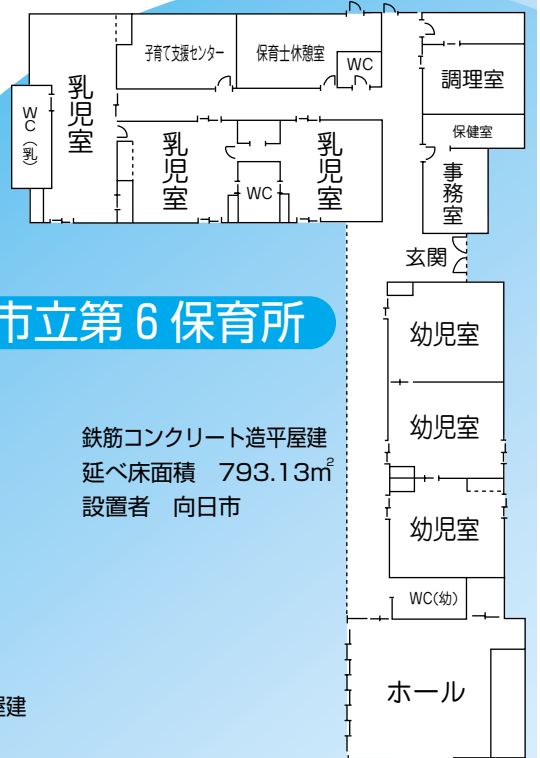 子育て支援センター
保育士休憩室
WC
調理室
乳児室
WC（乳）
保健室
乳児室
WC
乳児室
事務室
玄関
市立第6保育所
幼児室
幼児室
幼児室
鉄筋コンクリート造平屋建
延べ床面積　793.13㎡
設置者　向日市
WC(幼)
ホール
屋建